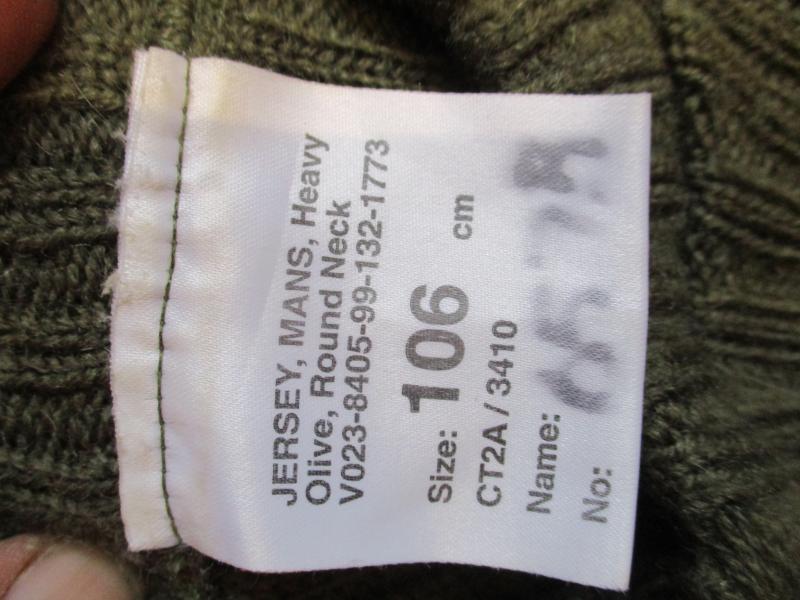 JERSEY, MANS, Heavy
Olive, Round Neck
V023-8405-99-132-1773
Size: 106 cm
CT2A / 3410
Name:
No: